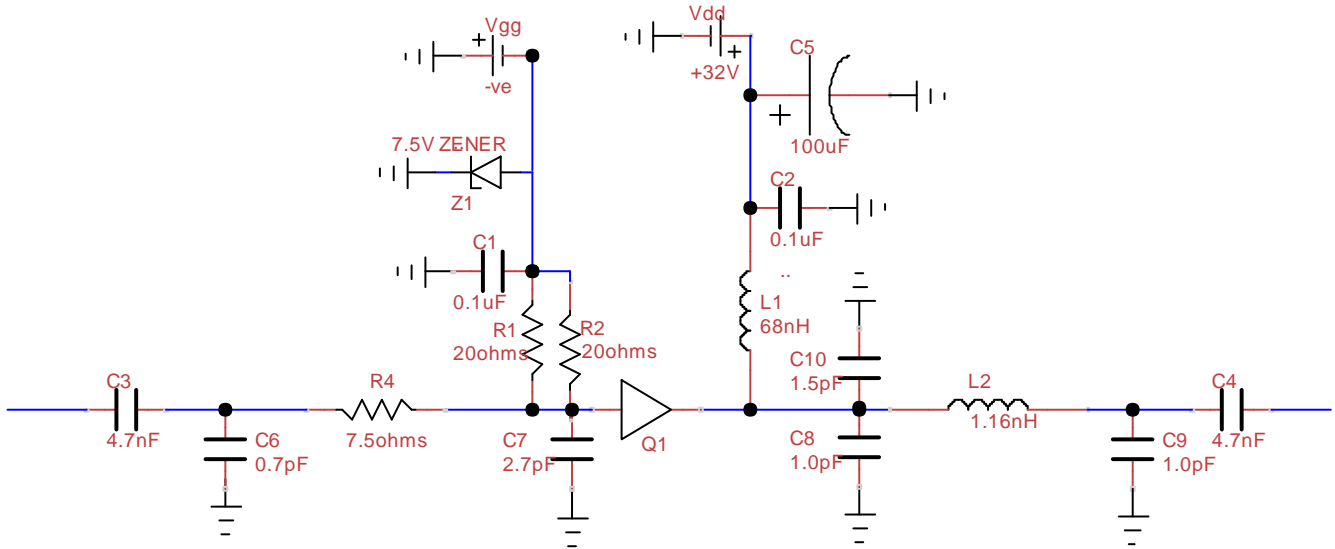 Vgg
+
-ve
Vdd
+
+32V
C5
+
100uF
7.5V ZENER
Z1
C2
0.1uF
C1
0.1uF
..
L1
68nH
R1
20ohms
R2
20ohms
C10
1.5pF
C3
4.7nF
R4
7.5ohms
L2
1.16nH
C4
4.7nF
C6
0.7pF
C7
2.7pF
Q1
C8
1.0pF
C9
1.0pF